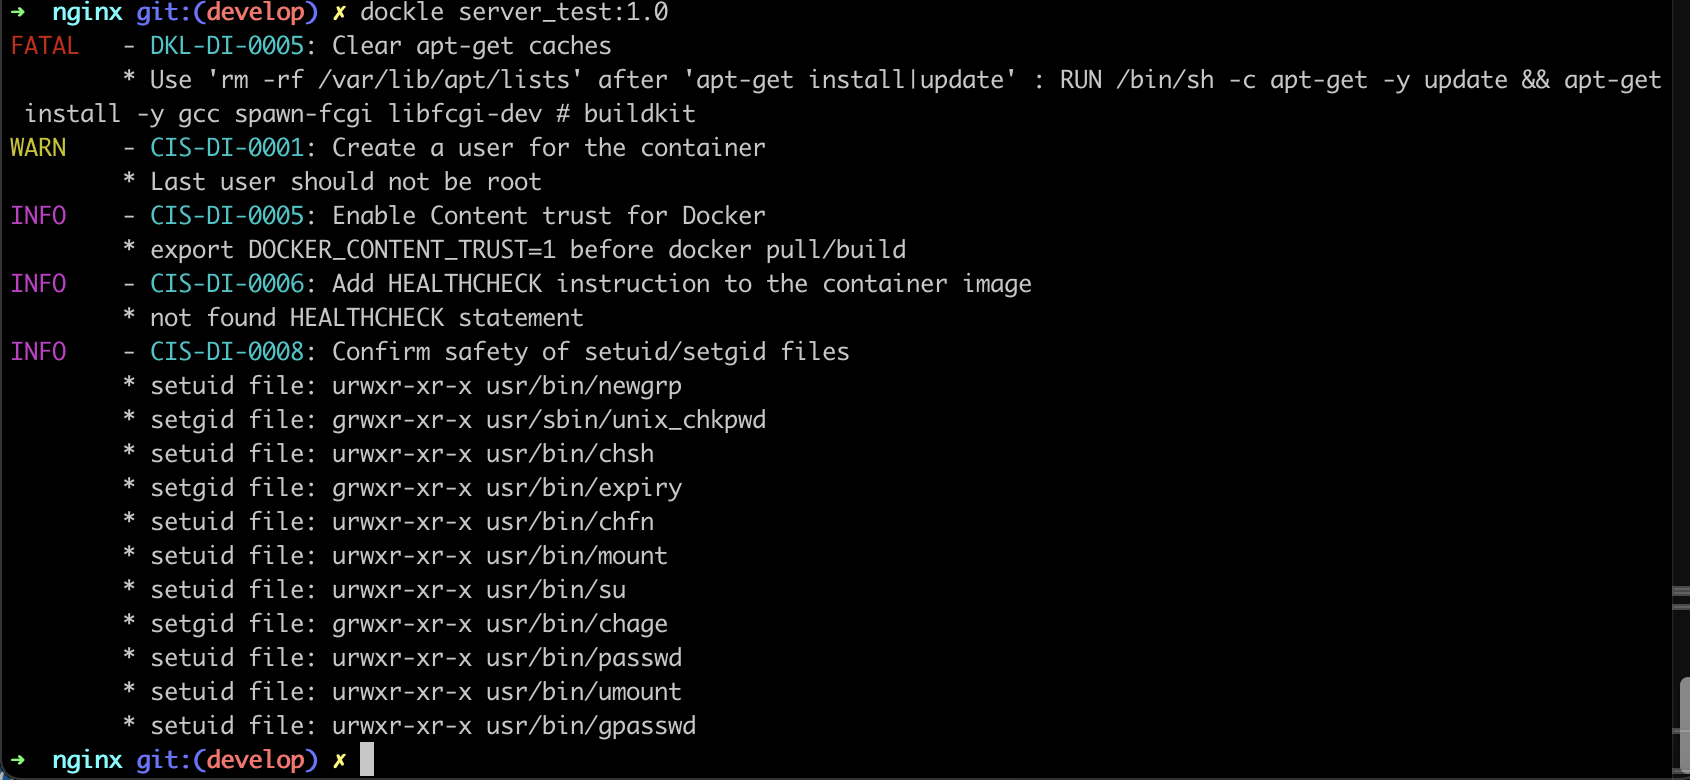 ➜  nginx git:(develop) ✗ dockle server_test:1.0
FATAL   - DKL-DI-0005: Clear apt-get caches
        * Use 'rm -rf /var/lib/apt/lists' after 'apt-get install|update' : RUN /bin/sh -c apt-get -y update && apt-get
 install -y gcc spawn-fcgi libfcgi-dev # buildkit
WARN    - CIS-DI-0001: Create a user for the container
        * Last user should not be root
INFO    - CIS-DI-0005: Enable Content trust for Docker
        * export DOCKER_CONTENT_TRUST=1 before docker pull/build
INFO    - CIS-DI-0006: Add HEALTHCHECK instruction to the container image
        * not found HEALTHCHECK statement
INFO    - CIS-DI-0008: Confirm safety of setuid/setgid files
        * setuid file: urwxr-xr-x usr/bin/newgrp
        * setgid file: grwxr-xr-x usr/sbin/unix_chkpwd
        * setuid file: urwxr-xr-x usr/bin/chsh
        * setgid file: grwxr-xr-x usr/bin/expiry
        * setuid file: urwxr-xr-x usr/bin/chfn
        * setuid file: urwxr-xr-x usr/bin/mount
        * setuid file: urwxr-xr-x usr/bin/su
        * setgid file: grwxr-xr-x usr/bin/chage
        * setuid file: urwxr-xr-x usr/bin/passwd
        * setuid file: urwxr-xr-x usr/bin/umount
        * setuid file: urwxr-xr-x usr/bin/gpasswd
➜  nginx git:(develop) ✗